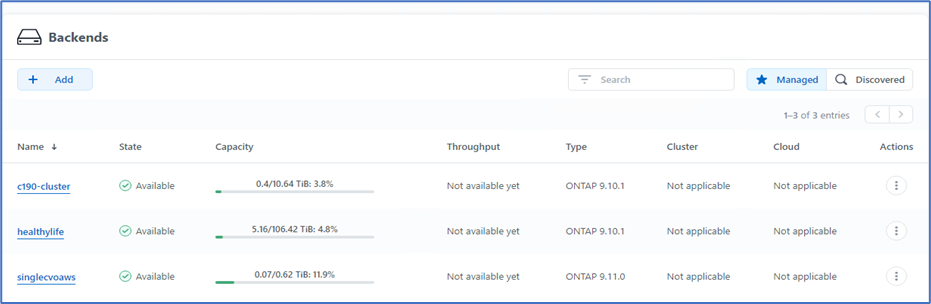 Backends
+ Add Search Managed Discovered
1–3 of 3 entries
Name ↓ State Capacity Throughput Type Cluster Cloud Actions
c190-cluster Available 0.4/10.64 TiB: 3.8% Not available yet ONTAP 9.10.1 Not applicable Not applicable
healthylife Available 5.16/106.42 TiB: 4.8% Not available yet ONTAP 9.10.1 Not applicable Not applicable
singlecvoaws Available 0.07/0.62 TiB: 11.9% Not available yet ONTAP 9.11.0 Not applicable Not applicable